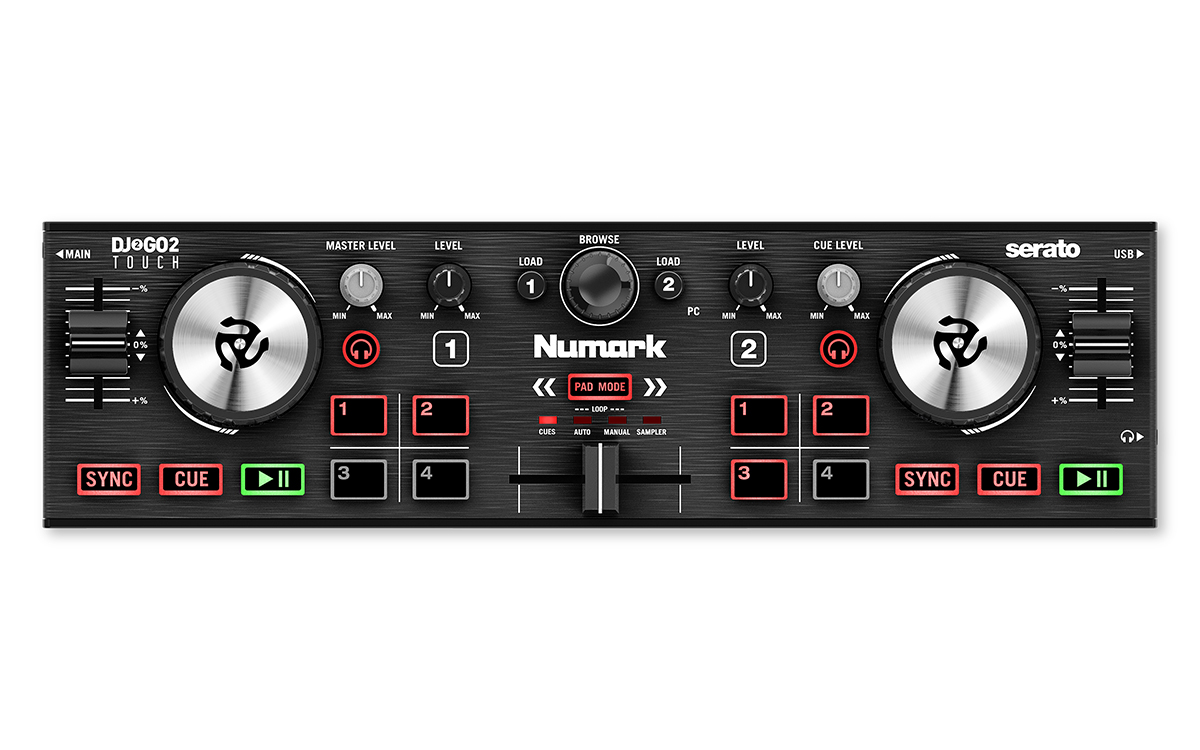 MAIN
DJ2GO2
TOUCH
MASTER LEVEL
LEVEL
BROWSE
LEVEL
CUE LEVEL
serato
USB
LOAD
1
LOAD
2
PC
MIN MAX
MIN MAX
MIN MAX
MIN MAX
–%
0%
+%
–%
0%
+%
1
Numark
2
PAD MODE
LOOP
CUES AUTO MANUAL SAMPLER
1 2
3 4
1 2
3 4
SYNC CUE
SYNC CUE